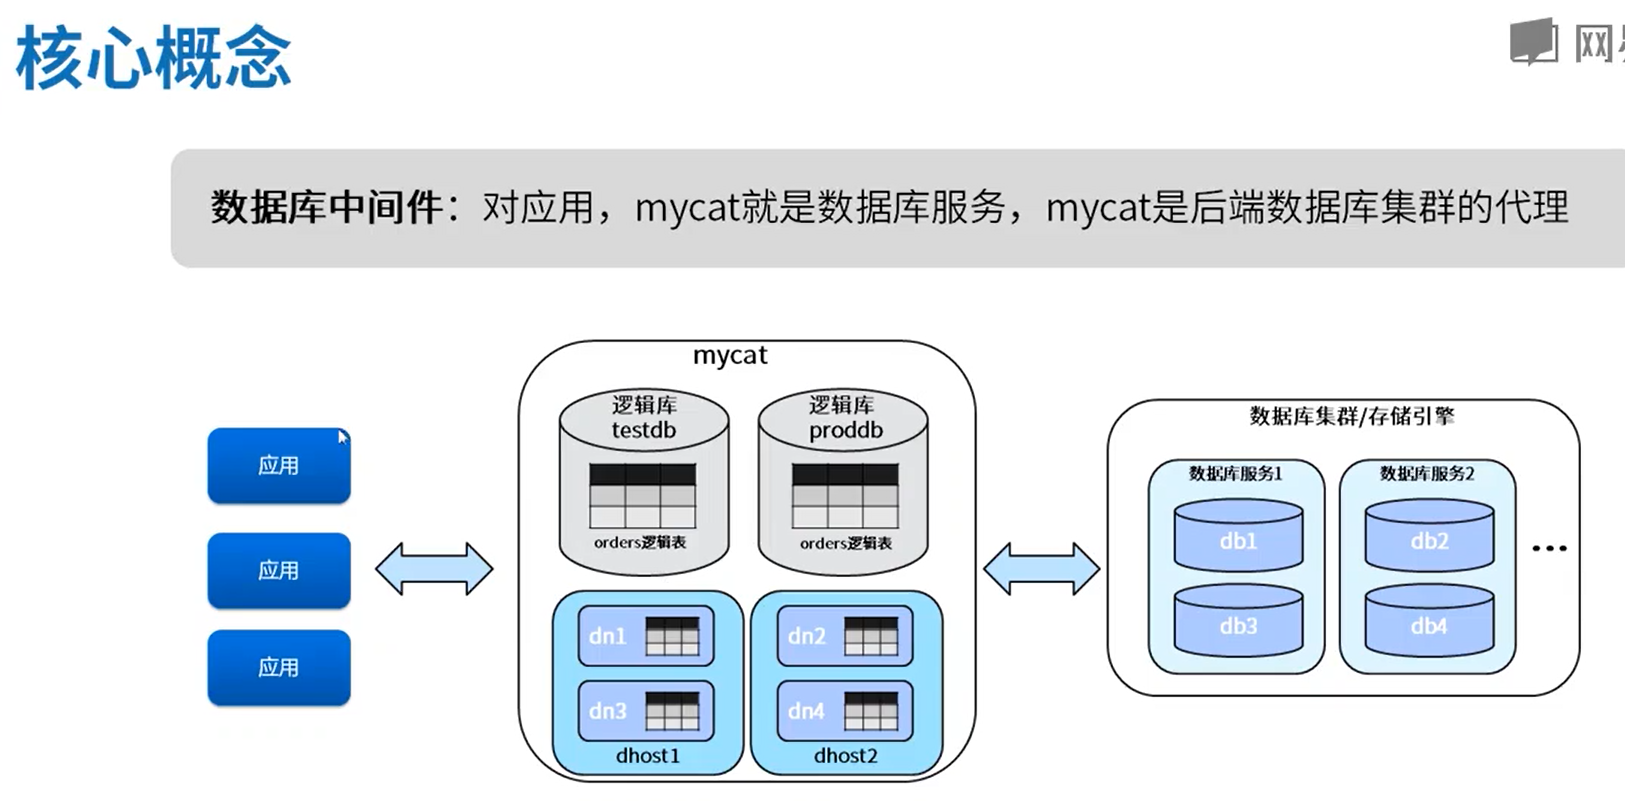 核心概念
网
数据库中间件：对应用，mycat就是数据库服务，mycat是后端数据库集群的代理
应用
应用
应用
mycat
逻辑库
testdb
orders逻辑表
逻辑库
proddb
orders逻辑表
dn1
dn3
dhost1
dn2
dn4
dhost2
数据库集群/存储引擎
数据库服务1
db1
db3
数据库服务2
db2
db4
...